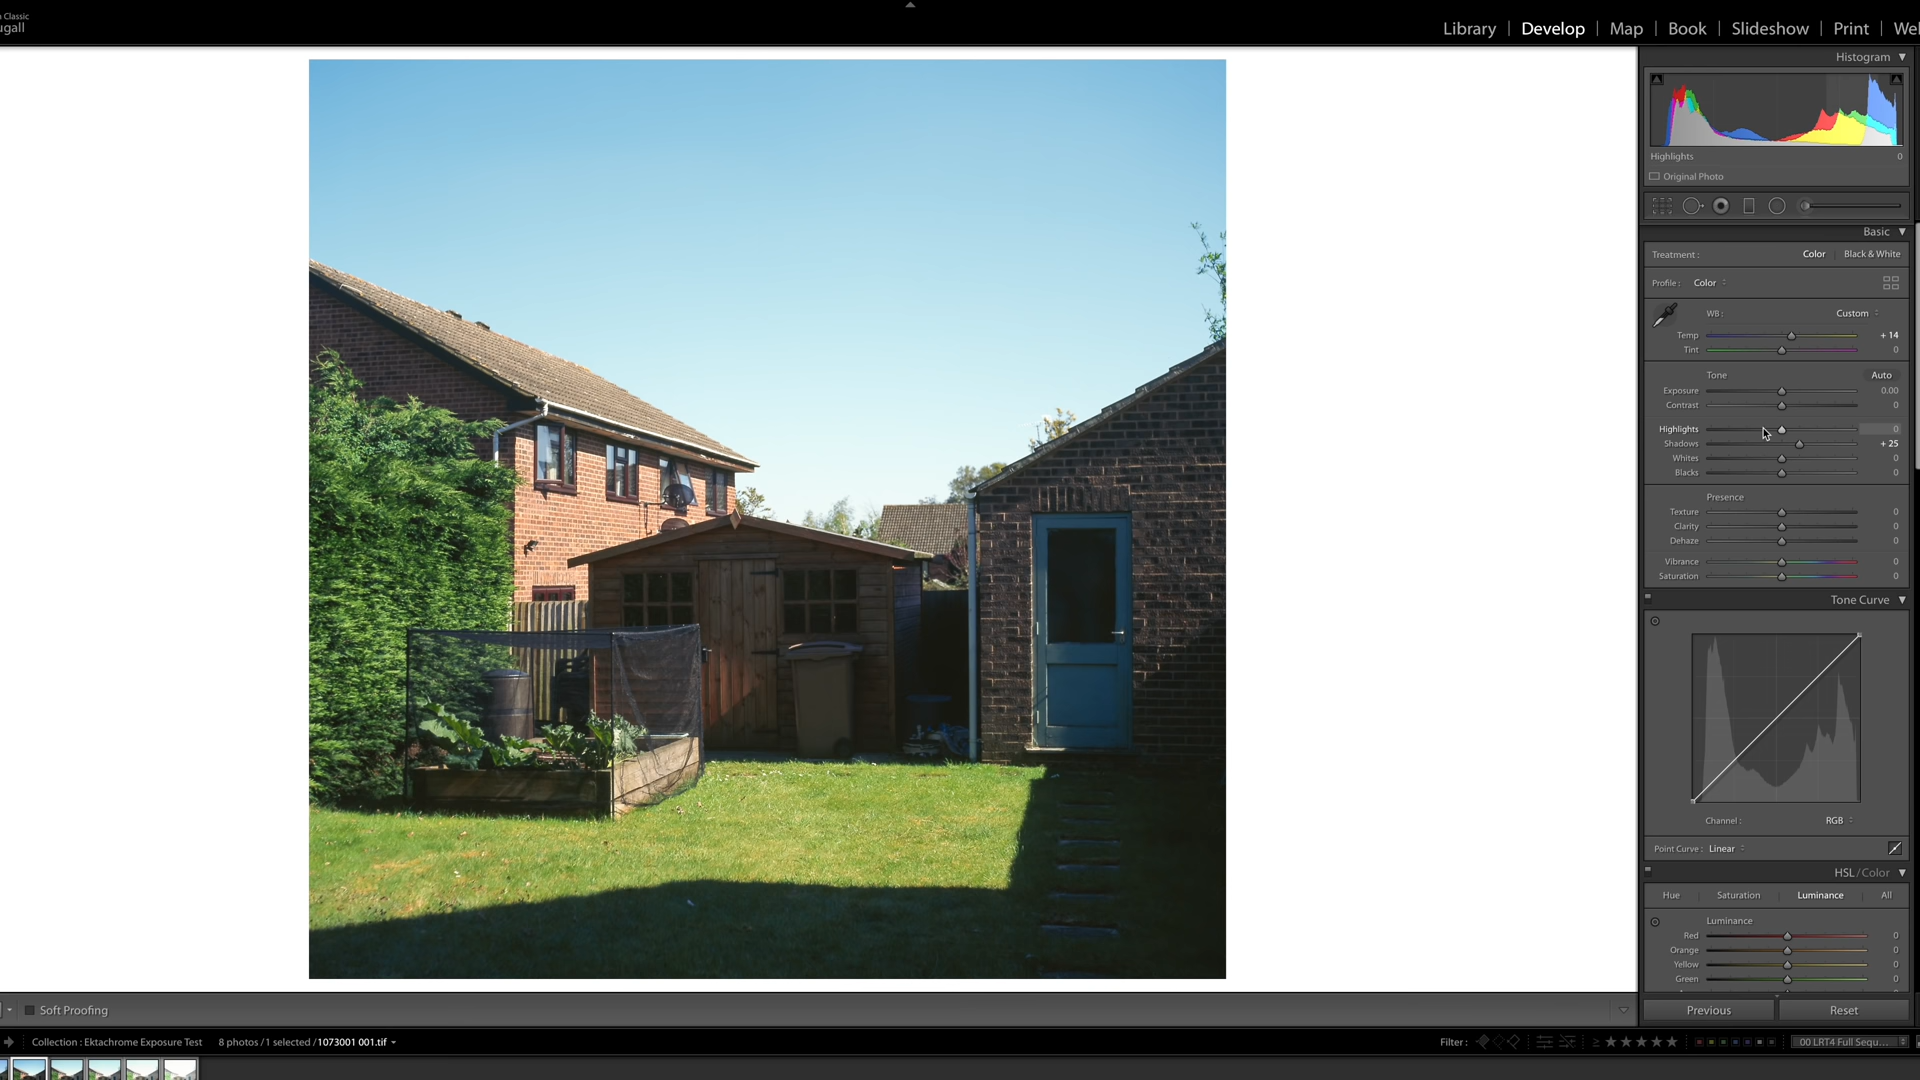 Classic
Library | Develop | Map | Book | Slideshow | Print |
Histogram
Highlights 0
Original Photo
Basic
Treatment : Color Black & White
Profile : Color
WB : Custom
Temp + 14
Tint 0
Tone Auto
Exposure 0.00
Contrast 0
Highlights 0
Shadows + 25
Whites 0
Blacks 0
Presence
Texture 0
Clarity 0
Dehaze 0
Vibrance 0
Saturation 0
Tone Curve
Channel : RGB
Point Curve : Linear
HSL / Color
Hue Saturation Luminance All
Luminance
Red 0
Orange 0
Yellow 0
Green 0
Previous Reset
Soft Proofing
Collection : Ektachrome Exposure Test 8 photos / 1 selected / 1073001 001.tif Filter : 00 LRT4 Full Sequ...